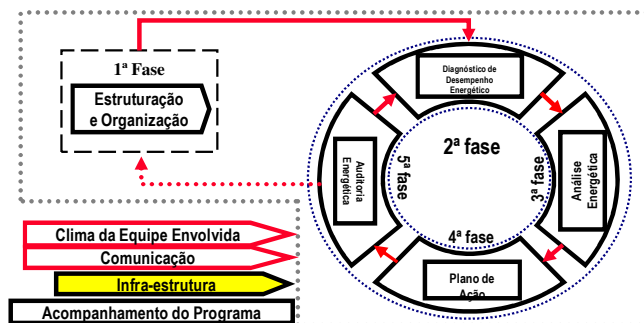 1ª Fase
Estruturação
e Organização
Diagnóstico de
Desempenho
Energético
2ª fase
3ª fase
Análise
Energética
4ª fase
Plano de
Ação
5ª fase
Auditoria
Energética
Clima da Equipe Envolvida
Comunicação
Infra-estrutura
Acompanhamento do Programa